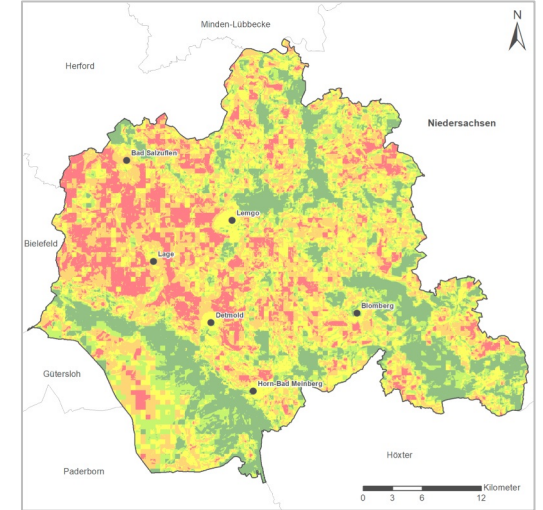 Minden-Lübbecke
N
Herford
Niedersachsen
Bad Salzuflen
Lemgo
Bielefeld
Lage
Blomberg
Detmold
Gütersloh
Horn-Bad Meinberg
Höxter
Paderborn
Kilometer
0 3 6 12